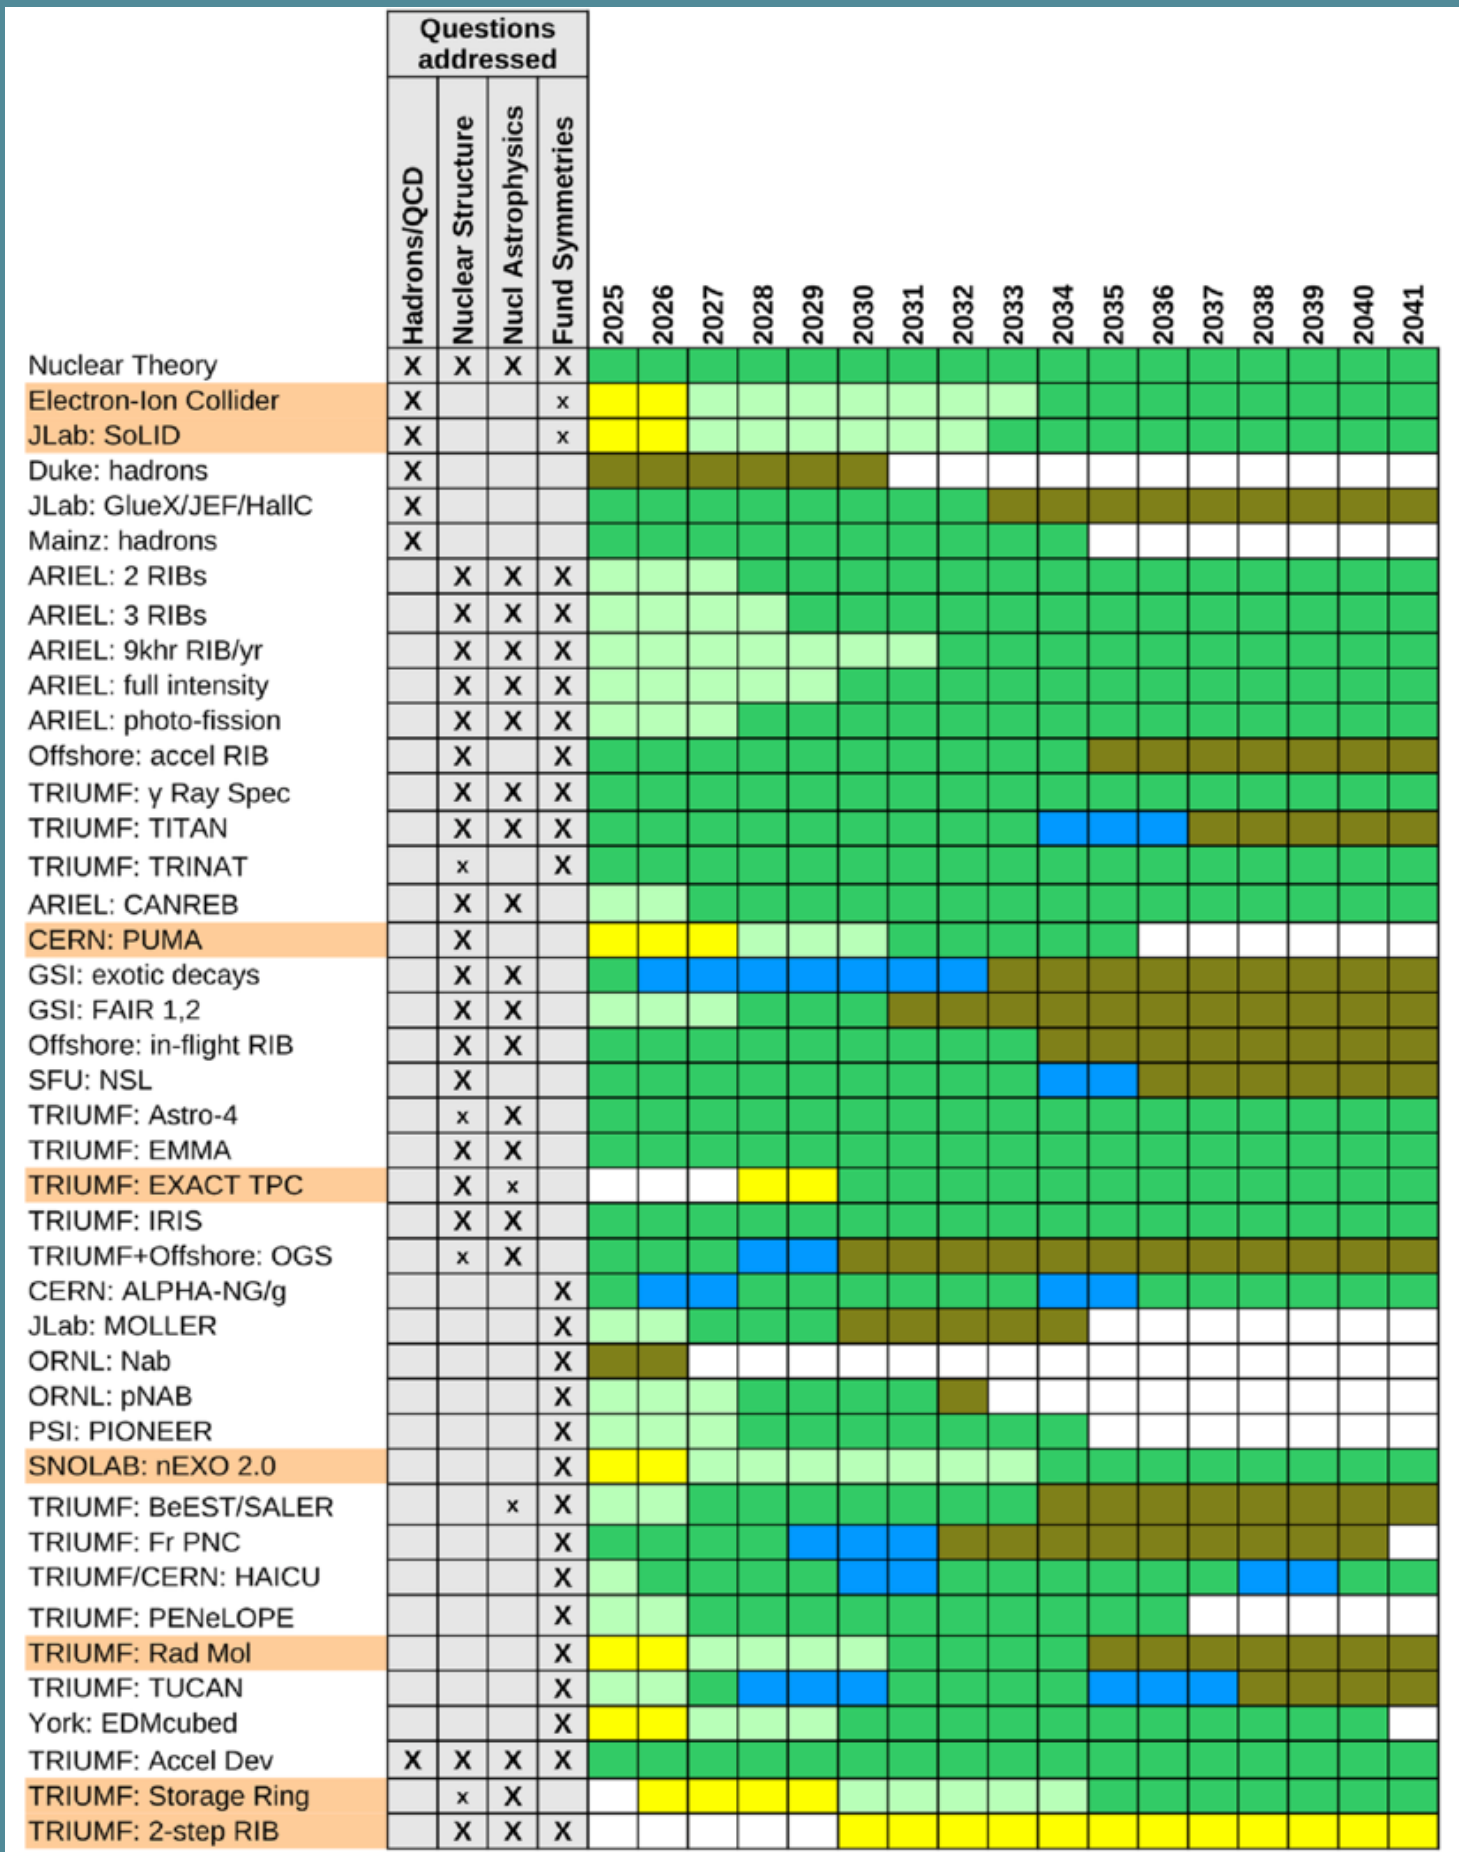 Questions
addressed
Hadrons/QCD Nuclear Structure Nucl Astrophysics Fund Symmetries 2025 2026 2027 2028 2029 2030 2031 2032 2033 2034 2035 2036 2037 2038 2039 2040 2041
Nuclear Theory X X X X
Electron-Ion Collider X x
JLab: SoLID X x
Duke: hadrons X
JLab: GlueX/JEF/HallC X
Mainz: hadrons X
ARIEL: 2 RIBs X X X
ARIEL: 3 RIBs X X X
ARIEL: 9khr RIB/yr X X X
ARIEL: full intensity X X X
ARIEL: photo-fission X X X
Offshore: accel RIB X X
TRIUMF: γ Ray Spec X X X
TRIUMF: TITAN X X X
TRIUMF: TRINAT x X
ARIEL: CANREB X X
CERN: PUMA X
GSI: exotic decays X X
GSI: FAIR 1,2 X X
Offshore: in-flight RIB X X
SFU: NSL X
TRIUMF: Astro-4 x X
TRIUMF: EMMA X X
TRIUMF: EXACT TPC X x
TRIUMF: IRIS X X
TRIUMF+Offshore: OGS x X
CERN: ALPHA-NG/g X
JLab: MOLLER X
ORNL: Nab X
ORNL: pNAB X
PSI: PIONEER X
SNOLAB: nEXO 2.0 X
TRIUMF: BeEST/SALER x X
TRIUMF: Fr PNC X
TRIUMF/CERN: HAICU X
TRIUMF: PENeLOPE X
TRIUMF: Rad Mol X
TRIUMF: TUCAN X
York: EDMcubed X
TRIUMF: Accel Dev X X X X
TRIUMF: Storage Ring x X
TRIUMF: 2-step RIB X X X